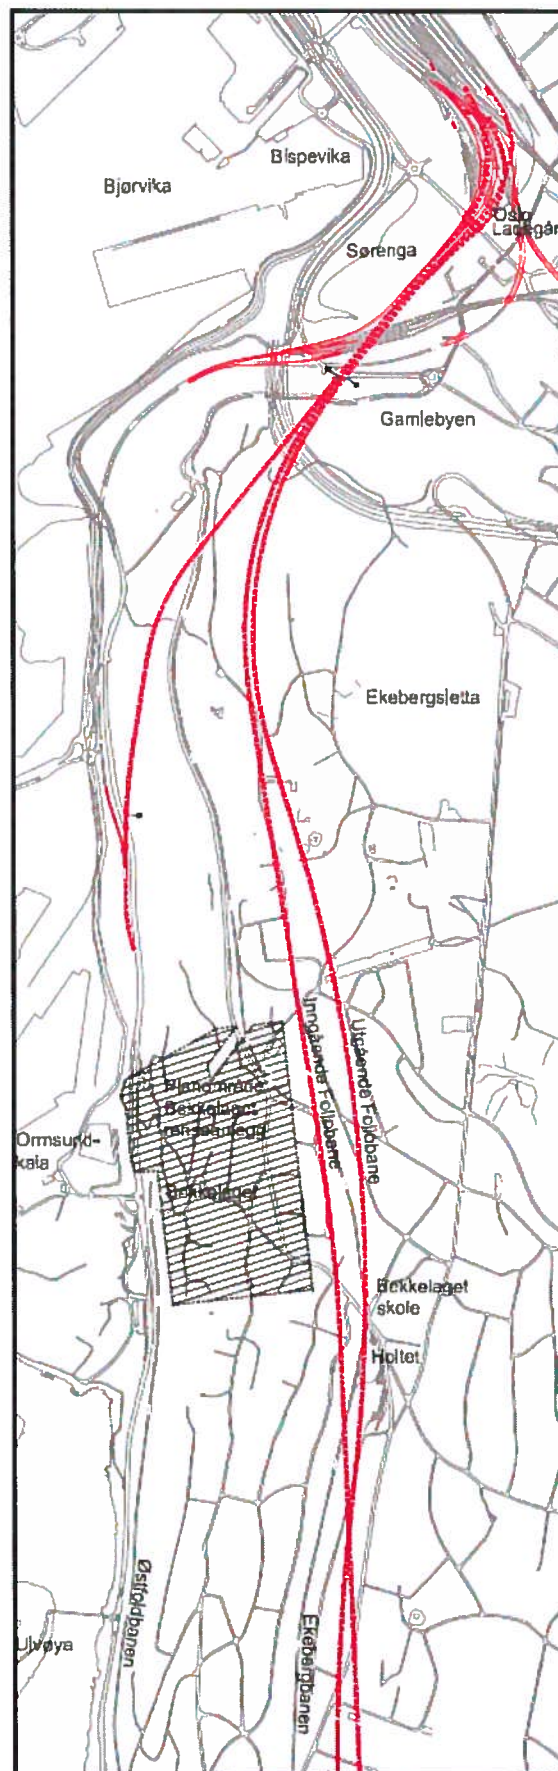 Bispevika
Bjørvika
Oslo
Ladegår
Sørenga
Gamlebyen
Ekebergsletta
Inngående Follobane
Utgående Follobane
Planområde
Bekkelaget
renseanlegg
Ormsund-
kaia
Bekkelaget
Bekkelaget
skole
Holtet
Østfoldbanen
Ekebergbanen
Ulvøya